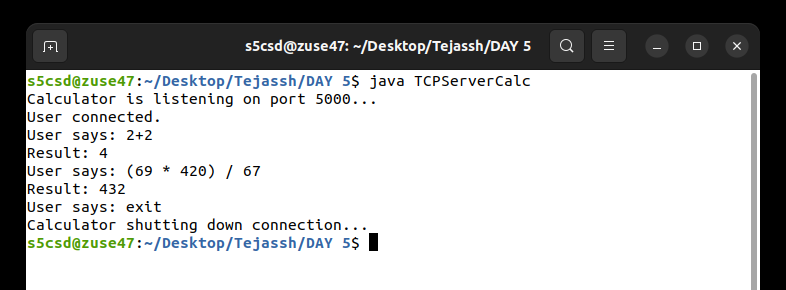 s5csd@zuse47: ~/Desktop/Tejassh/DAY 5
s5csd@zuse47:~/Desktop/Tejassh/DAY 5$ java TCPServerCalc
Calculator is listening on port 5000...
User connected.
User says: 2+2
Result: 4
User says: (69 * 420) / 67
Result: 432
User says: exit
Calculator shutting down connection...
s5csd@zuse47:~/Desktop/Tejassh/DAY 5$